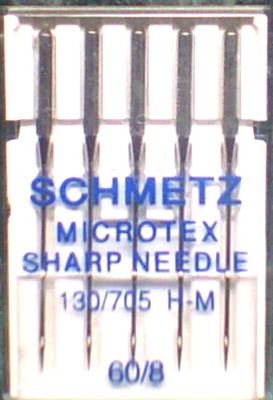 SCHMETZ
MICROTEX
SHARP NEEDLE
130/705 H-M
60/8